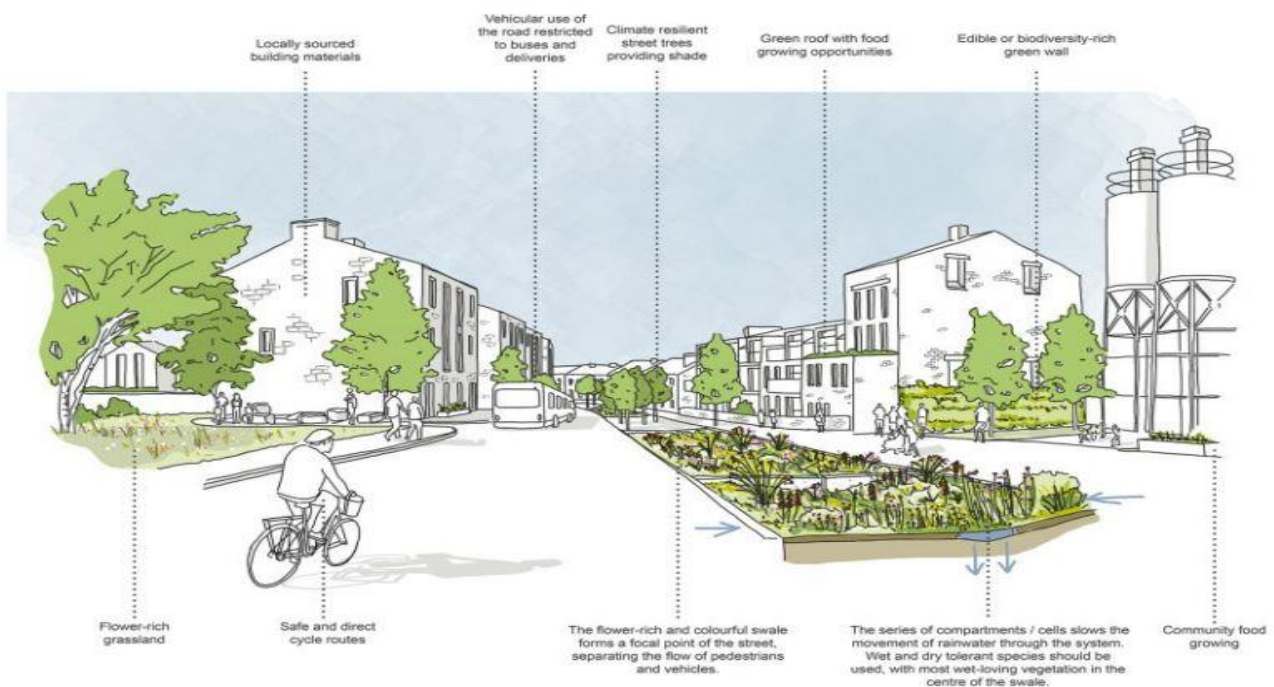 Locally sourced
building materials
Vehicular use of
the road restricted
to buses and
deliveries
Climate resilient
street trees
providing shade
Green roof with food
growing opportunities
Edible or biodiversity-rich
green wall
Flower-rich
grassland
Safe and direct
cycle routes
The flower-rich and colourful swale
forms a focal point of the street,
separating the flow of pedestrians
and vehicles.
The series of compartments / cells slows the
movement of rainwater through the system.
Wet and dry tolerant species should be
used, with most wet-loving vegetation in the
centre of the swale.
Community food
growing